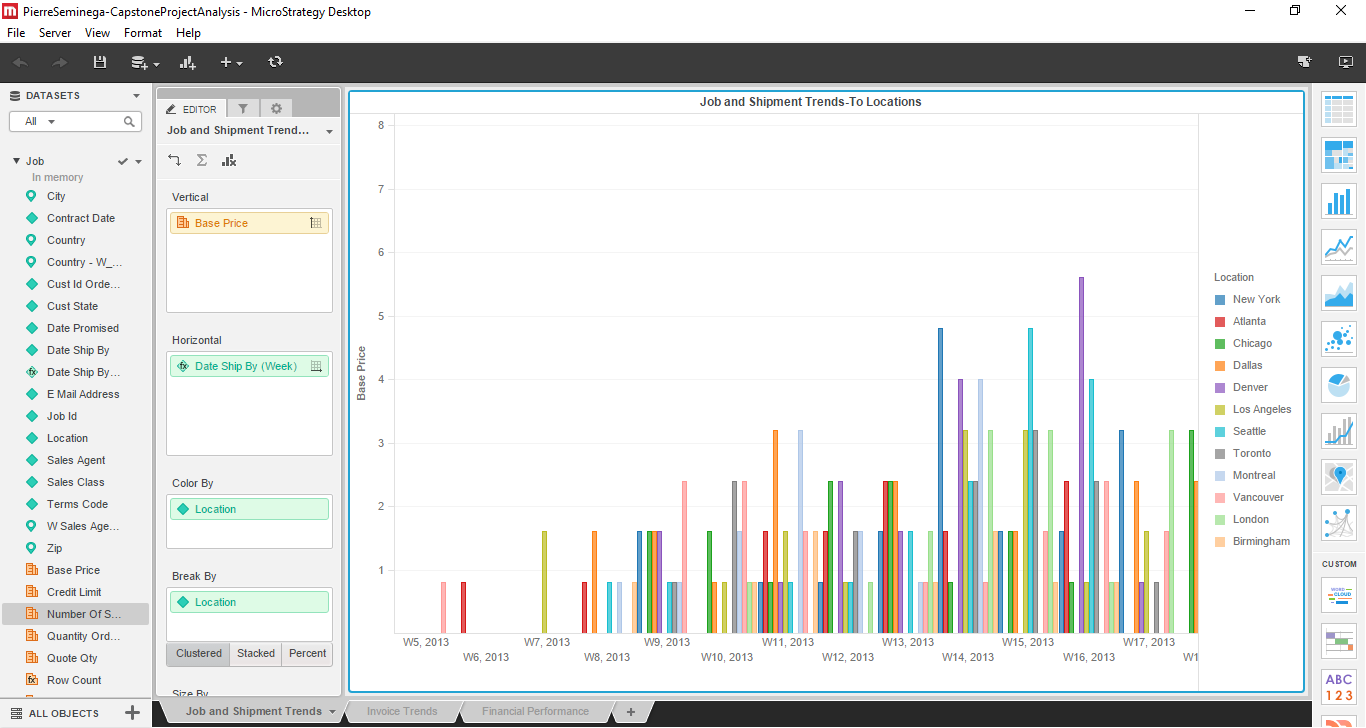 PierreSeminega-CapstoneProjectAnalysis - MicroStrategy Desktop
File Server View Format Help
DATASETS
All
Job
In memory
City
Contract Date
Country
Country - W_...
Cust Id Orde...
Cust State
Date Promised
Date Ship By
Date Ship By...
E Mail Address
Job Id
Location
Sales Agent
Sales Class
Terms Code
W Sales Age...
Zip
Base Price
Credit Limit
Number Of S...
Quantity Ord...
Quote Qty
Row Count
ALL OBJECTS
EDITOR
Job and Shipment Trend...
Vertical
Base Price
Horizontal
Date Ship By (Week)
Color By
Location
Break By
Location
Clustered Stacked Percent
Size By
Job and Shipment Trends-To Locations
Base Price
8
7
6
5
4
3
2
1
W5, 2013 W7, 2013 W9, 2013 W11, 2013 W13, 2013 W15, 2013 W17, 2013
W6, 2013 W8, 2013 W10, 2013 W12, 2013 W14, 2013 W16, 2013 W1
Location
New York
Atlanta
Chicago
Dallas
Denver
Los Angeles
Seattle
Toronto
Montreal
Vancouver
London
Birmingham
CUSTOM
WORD
CLOUD
ABC
1 2 3
Job and Shipment Trends Invoice Trends Financial Performance +